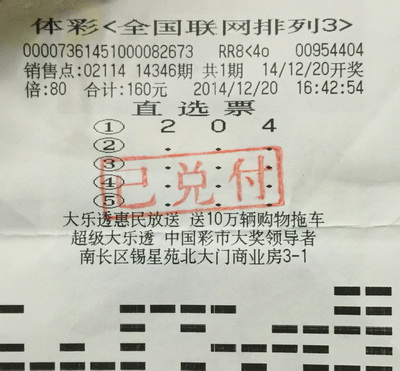 体彩<全国联网排列3>
00007361451000082673 RR8<4o 00954404
销售点:02114 14346期 共1期 14/12/20开奖
倍:80 合计:160元 2014/12/20 16:42:54
直选票
① 2 0 4
②
③
④
⑤
已兑付
大乐透惠民放送 送10万辆购物拖车
超级大乐透 中国彩市大奖领导者
南长区锡星苑北大门商业房3-1